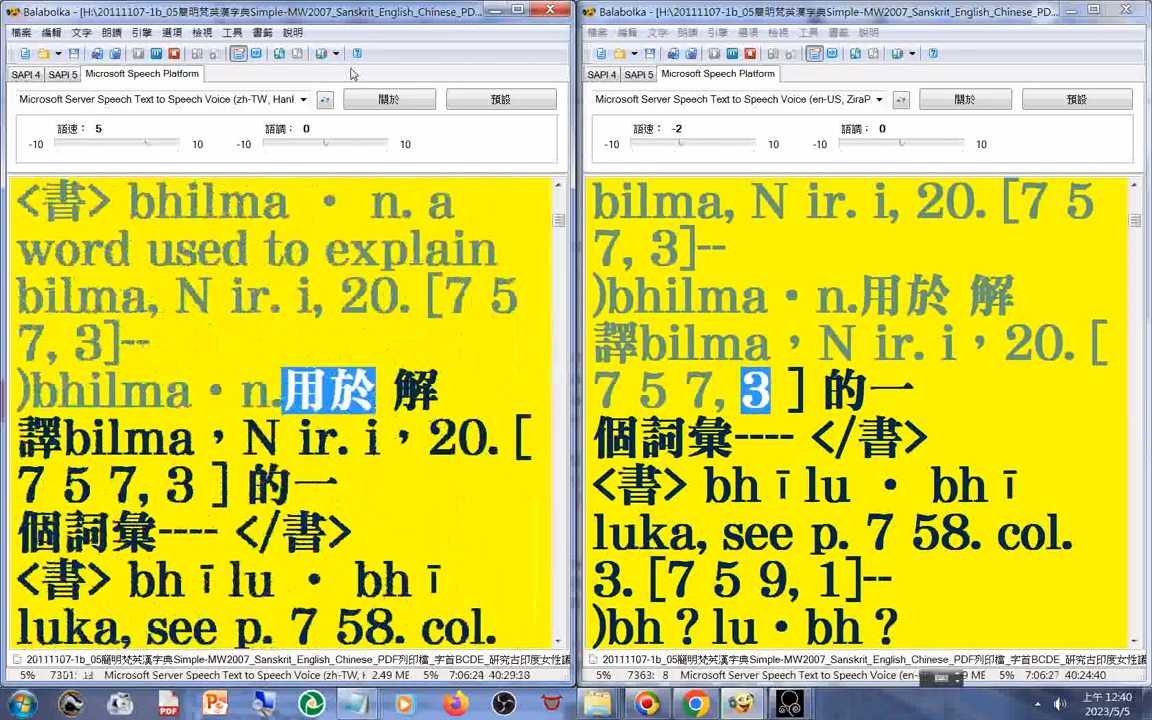 Balabolka - [H:\20111107-1b_05簡明梵英漢字典Simple-MW2007_Sanskrit_English_Chinese_PD...
檔案 編輯 文字 朗讀 引擎 選項 檢視 工具 書籤 說明
SAPI 4 SAPI 5 Microsoft Speech Platform
Microsoft Server Speech Text to Speech Voice (zh-TW, Hanl 關於 預設
語速： 5 語調： 0
-10 10 -10 10
<書> bhilma · n. a
word used to explain
bilma, N ir. i, 20. [7 5
7, 3]--
)bhilma · n.用於 解
譯bilma，N ir. i，20. [
7 5 7, 3 ] 的一
個詞彙---- </書>
<書> bh ī lu · bh ī
luka, see p. 7 58. col.
20111107-1b_05簡明梵英漢字典Simple-MW2007_Sanskrit_English_Chinese_PDF列印檔_字首BCDE_研究古印度女性議
5% Microsoft Server Speech Text to Speech Voice (zh-TW, H 2.49 MB 5% 7:06:24 40:29:18
Balabolka - [H:\20111107-1b_05簡明梵英漢字典Simple-MW2007_Sanskrit_English_Chinese_PD...
檔案 編輯 文字 朗讀 引擎 選項 檢視 工具 書籤 說明
SAPI 4 SAPI 5 Microsoft Speech Platform
Microsoft Server Speech Text to Speech Voice (en-US, ZiraP 關於 預設
語速： -2 語調： 0
-10 10 -10 10
bilma, N ir. i, 20. [7 5
7, 3]--
)bhilma · n.用於 解
譯bilma，N ir. i，20. [
7 5 7, 3 ] 的一
個詞彙---- </書>
<書> bh ī lu · bh ī
luka, see p. 7 58. col.
3. [7 5 9, 1]--
)bh ? lu · bh ?
20111107-1b_05簡明梵英漢字典Simple-MW2007_Sanskrit_English_Chinese_PDF列印檔_字首BCDE_研究古印度女性議
5% 7363: 8 Microsoft Server Speech Text to Speech Voice (en-u 9 MB 5% 7:06:27 40:24:40
上午 12:40
2023/5/5